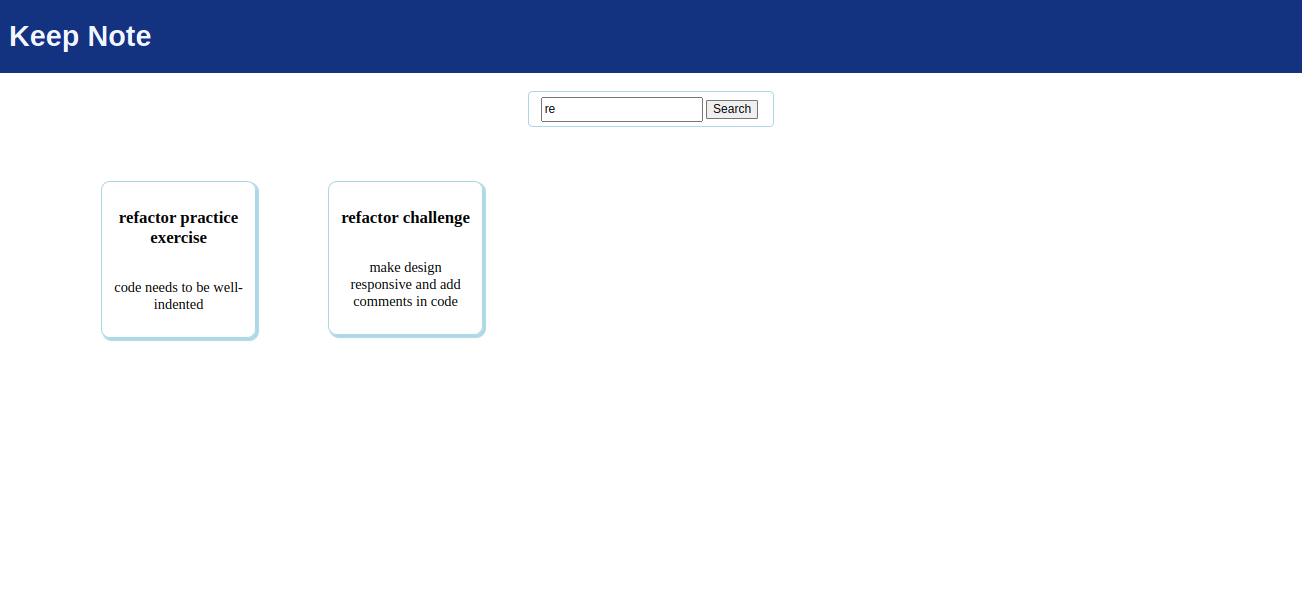 Keep Note
re
Search
refactor practice
exercise
code needs to be well-
indented
refactor challenge
make design
responsive and add
comments in code